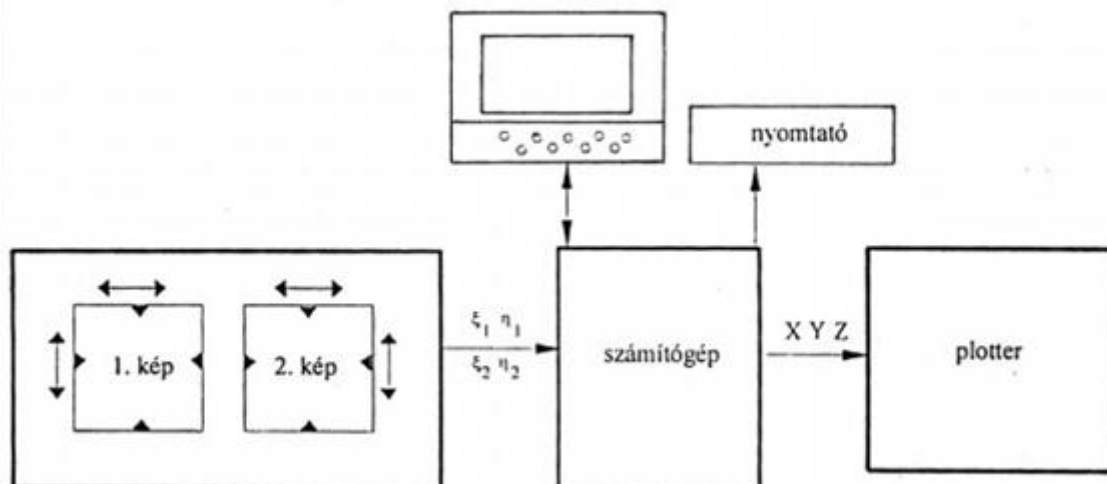 nyomtató
1. kép
2. kép
ξ₁ η₁
ξ₂ η₂
számítógép
X Y Z
plotter